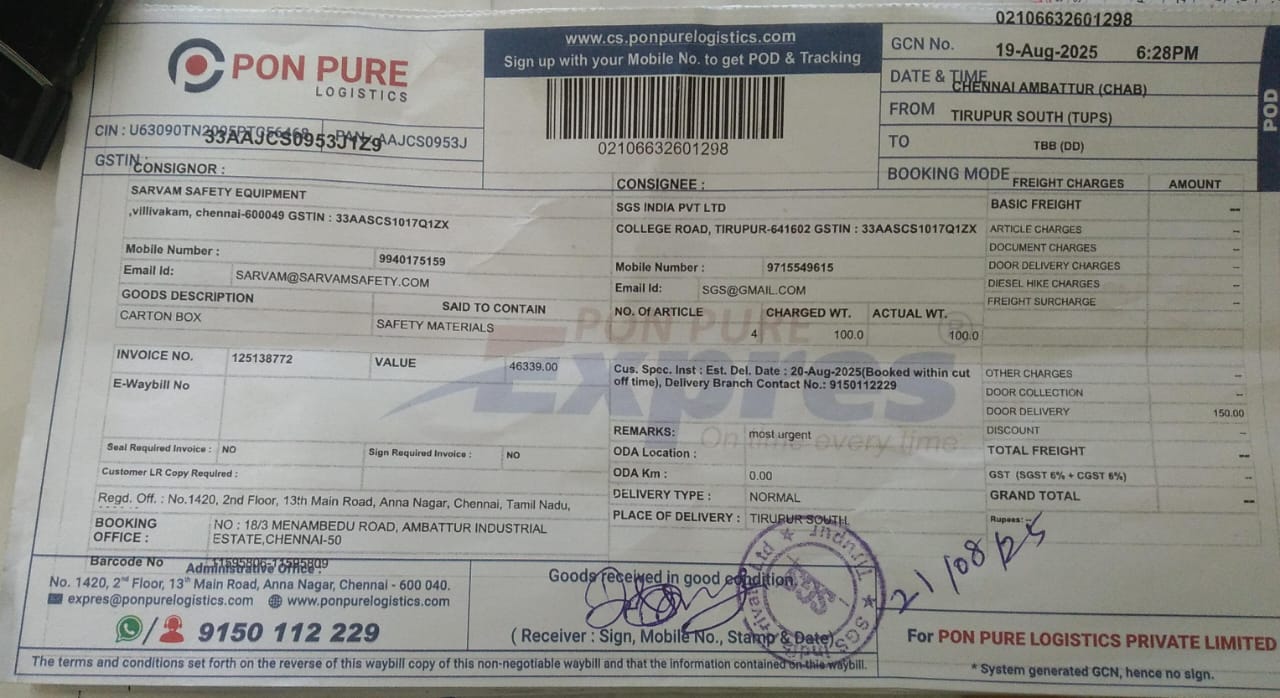 02106632601298
PON PURE
LOGISTICS
www.cs.ponpurelogistics.com
Sign up with your Mobile No. to get POD & Tracking
02106632601298
GCN No.
19-Aug-2025 6:28PM
DATE & TIME
CHENNAI AMBATTUR (CHAB)
FROM
TIRUPUR SOUTH (TUPS)
TO
TBB (DD)
BOOKING MODE
POD
CIN : PAN : AAJCS0953J
GSTIN: 33AAJCS0953J1Z9
CONSIGNOR :
SARVAM SAFETY EQUIPMENT
,villivakam, chennai-600049 GSTIN : 33AASCS1017Q1ZX
Mobile Number : 9940175159
Email Id: SARVAM@SARVAMSAFETY.COM
GOODS DESCRIPTION SAID TO CONTAIN
CARTON BOX SAFETY MATERIALS
INVOICE NO. 125138772 VALUE 46339.00
E-Waybill No
Seal Required Invoice : NO Sign Required Invoice : NO
Customer LR Copy Required :
Regd. Off. : No.1420, 2nd Floor, 13th Main Road, Anna Nagar, Chennai, Tamil Nadu,
BOOKING OFFICE : NO : 18/3 MENAMBEDU ROAD, AMBATTUR INDUSTRIAL
ESTATE,CHENNAI-50
Barcode No 11595806-11595809
CONSIGNEE :
SGS INDIA PVT LTD
COLLEGE ROAD, TIRUPUR-641602 GSTIN : 33AASCS1017Q1ZX
Mobile Number : 9715549615
Email Id: SGS@GMAIL.COM
NO. Of ARTICLE CHARGED WT. ACTUAL WT.
4 100.0 100.0
PON PURE
Expres
On time every time
Cus. Spec. Inst : Est. Del. Date : 20-Aug-2025(Booked within cut
off time), Delivery Branch Contact No.: 9150112229
REMARKS: most urgent
ODA Location :
ODA Km : 0.00
DELIVERY TYPE : NORMAL
PLACE OF DELIVERY : TIRUPUR SOUTH
FREIGHT CHARGES AMOUNT
BASIC FREIGHT --
ARTICLE CHARGES --
DOCUMENT CHARGES --
DOOR DELIVERY CHARGES --
DIESEL HIKE CHARGES --
FREIGHT SURCHARGE --
OTHER CHARGES --
DOOR COLLECTION --
DOOR DELIVERY 150.00
DISCOUNT --
TOTAL FREIGHT --
GST (SGST 6% + CGST 6%) --
GRAND TOTAL --
Rupees: --
21/08/25
Administrative Office :
No. 1420, 2nd Floor, 13th Main Road, Anna Nagar, Chennai - 600 040.
expres@ponpurelogistics.com www.ponpurelogistics.com
/ 9150 112 229
Goods received in good condition.
( Receiver : Sign, Mobile No., Stamp & Date)
SGS India Private Ltd ★ Tirupur ★
SGS
For PON PURE LOGISTICS PRIVATE LIMITED
* System generated GCN, hence no sign.
The terms and conditions set forth on the reverse of this waybill copy of this non-negotiable waybill and that the information contained on this waybill.